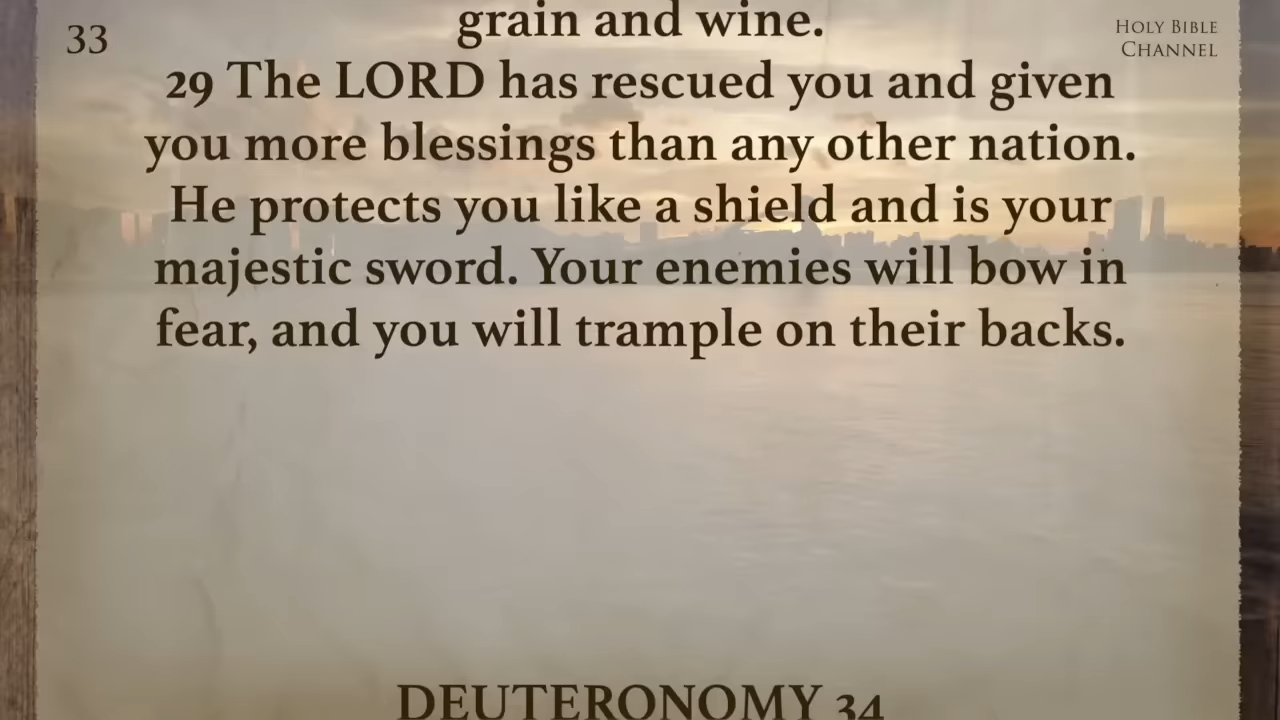 grain and wine.
33
HOLY BIBLE
CHANNEL
29 The LORD has rescued you and given
you more blessings than any other nation.
He protects you like a shield and is your
majestic sword. Your enemies will bow in
fear, and you will trample on their backs.
DEUTERONOMY 34